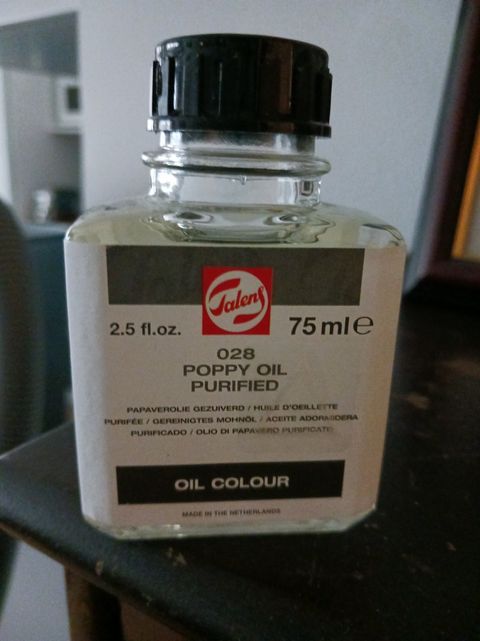 Talens
2.5 fl.oz. 75 ml e
028
POPPY OIL
PURIFIED
PAPAVEROLIE GEZUIVERD / HUILE D'OEILLETTE
PURIFÉE / GEREINIGTES MOHNÖL / ACEITE ADORMIDERA
PURIFICADO / OLIO DI PAPAVERO PURIFICATO
OIL COLOUR
MADE IN THE NETHERLANDS